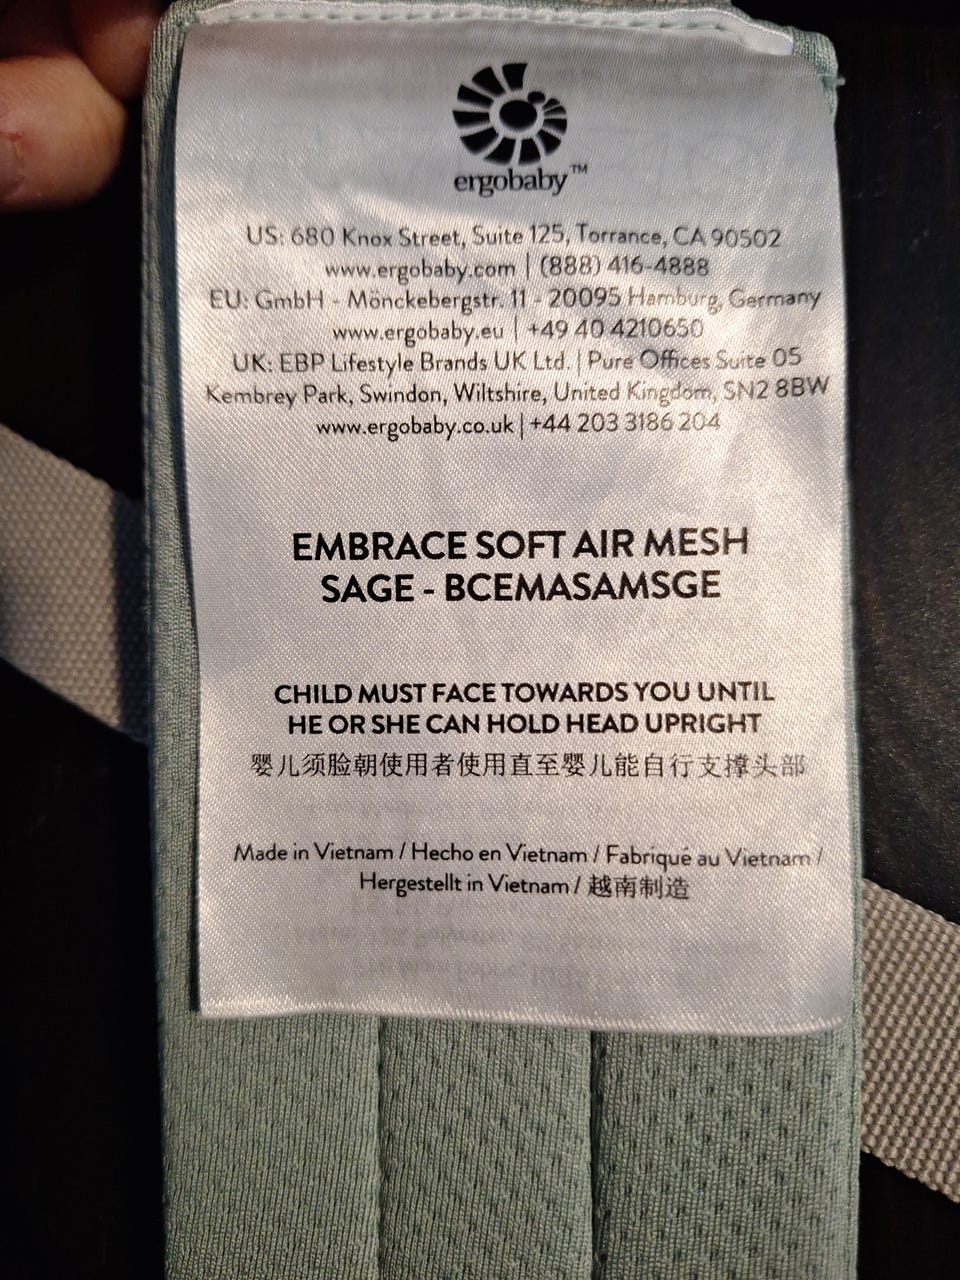 ergobaby™
US: 680 Knox Street, Suite 125, Torrance, CA 90502
www.ergobaby.com | (888) 416-4888
EU: GmbH - Mönckebergstr. 11 - 20095 Hamburg, Germany
www.ergobaby.eu | +49 40 4210650
UK: EBP Lifestyle Brands UK Ltd. | Pure Offices Suite 05
Kembrey Park, Swindon, Wiltshire, United Kingdom, SN2 8BW
www.ergobaby.co.uk | +44 203 3186 204
EMBRACE SOFT AIR MESH
SAGE - BCEMASAMSGE
CHILD MUST FACE TOWARDS YOU UNTIL
HE OR SHE CAN HOLD HEAD UPRIGHT
婴儿须脸朝使用者使用直至婴儿能自行支撑头部
Made in Vietnam / Hecho en Vietnam / Fabriqué au Vietnam /
Hergestellt in Vietnam / 越南制造